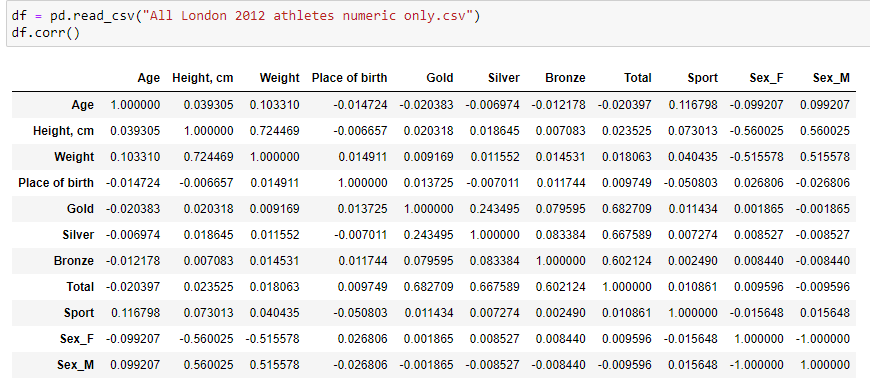 df = pd.read_csv("All London 2012 athletes numeric only.csv")
df.corr()
Age Height, cm Weight Place of birth Gold Silver Bronze Total Sport Sex_F Sex_M
Age 1.000000 0.039305 0.103310 -0.014724 -0.020383 -0.006974 -0.012178 -0.020397 0.116798 -0.099207 0.099207
Height, cm 0.039305 1.000000 0.724469 -0.006657 0.020318 0.018645 0.007083 0.023525 0.073013 -0.560025 0.560025
Weight 0.103310 0.724469 1.000000 0.014911 0.009169 0.011552 0.014531 0.018063 0.040435 -0.515578 0.515578
Place of birth -0.014724 -0.006657 0.014911 1.000000 0.013725 -0.007011 0.011744 0.009749 -0.050803 0.026806 -0.026806
Gold -0.020383 0.020318 0.009169 0.013725 1.000000 0.243495 0.079595 0.682709 0.011434 0.001865 -0.001865
Silver -0.006974 0.018645 0.011552 -0.007011 0.243495 1.000000 0.083384 0.667589 0.007274 0.008527 -0.008527
Bronze -0.012178 0.007083 0.014531 0.011744 0.079595 0.083384 1.000000 0.602124 0.002490 0.008440 -0.008440
Total -0.020397 0.023525 0.018063 0.009749 0.682709 0.667589 0.602124 1.000000 0.010861 0.009596 -0.009596
Sport 0.116798 0.073013 0.040435 -0.050803 0.011434 0.007274 0.002490 0.010861 1.000000 -0.015648 0.015648
Sex_F -0.099207 -0.560025 -0.515578 0.026806 0.001865 0.008527 0.008440 0.009596 -0.015648 1.000000 -1.000000
Sex_M 0.099207 0.560025 0.515578 -0.026806 -0.001865 -0.008527 -0.008440 -0.009596 0.015648 -1.000000 1.000000